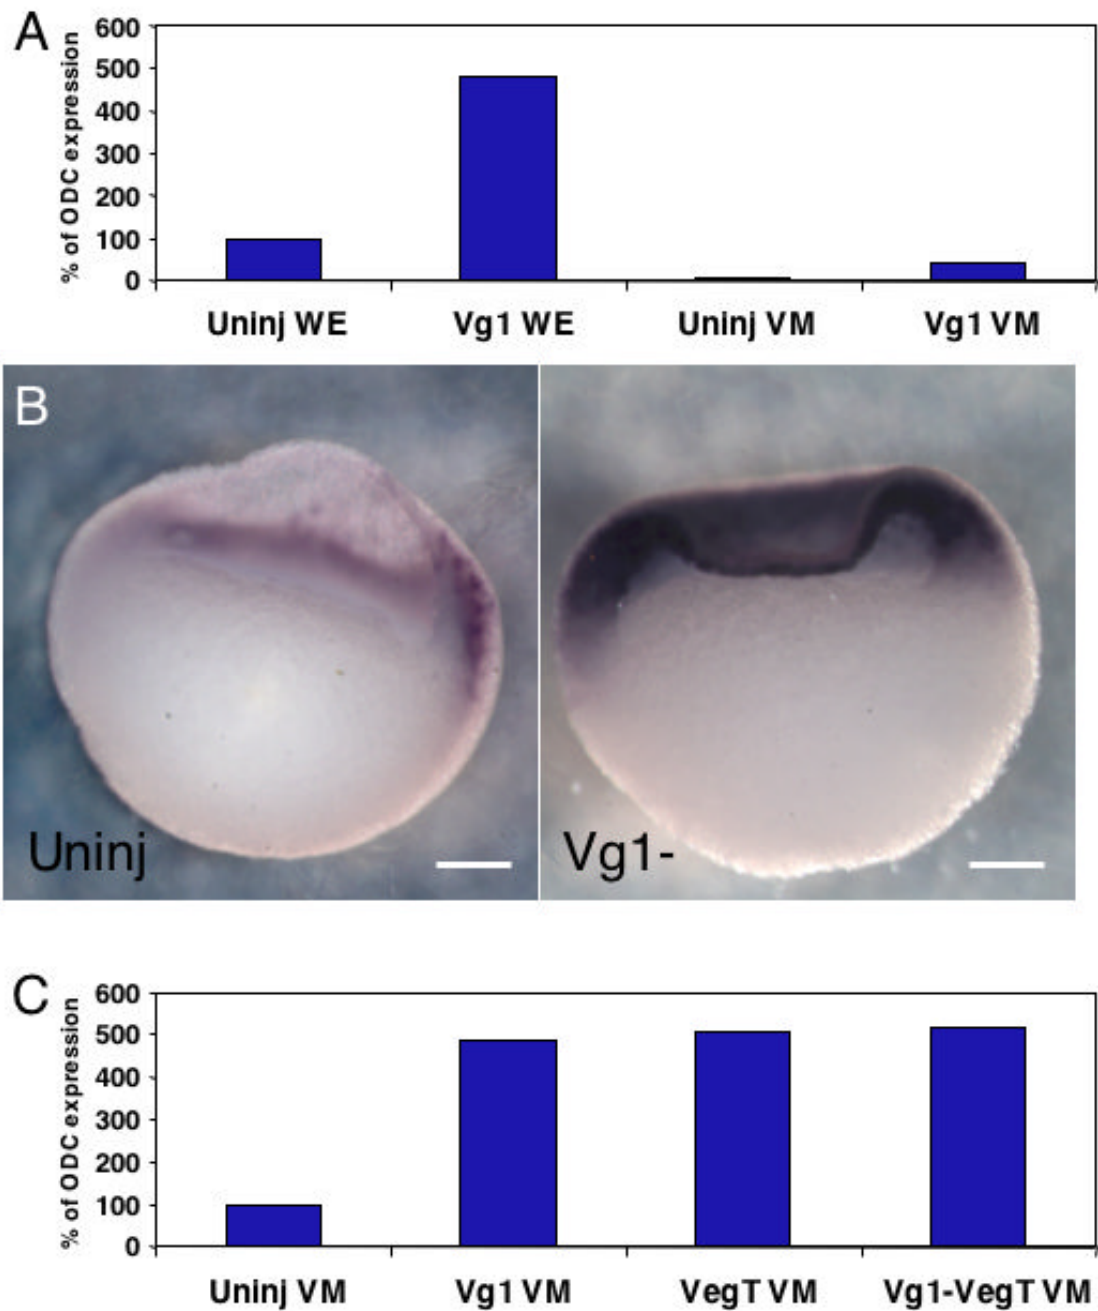 A
% of ODC expression
600
500
400
300
200
100
0
Uninj WE
Vg1 WE
Uninj VM
Vg1 VM
B
Uninj
Vg1-
C
% of ODC expression
600
500
400
300
200
100
0
Uninj VM
Vg1 VM
VegT VM
Vg1-VegT VM